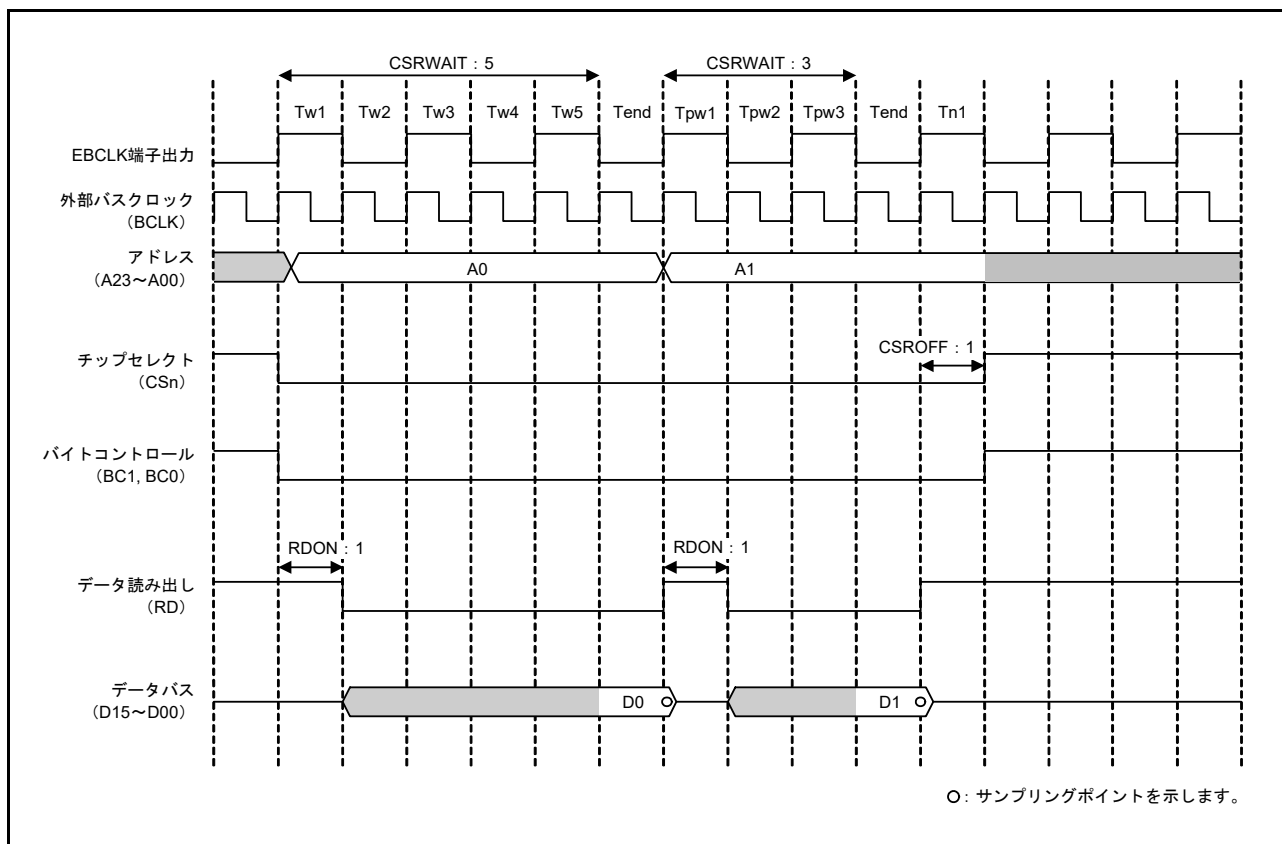 CSRWAIT：5
CSRWAIT：3
Tw1
Tw2
Tw3
Tw4
Tw5
Tend
Tpw1
Tpw2
Tpw3
Tend
Tn1
EBCLK端子出力
外部バスクロック
（BCLK）
アドレス
（A23～A00）
A0
A1
チップセレクト
（CSn）
CSROFF：1
バイトコントロール
（BC1, BC0）
RDON：1
RDON：1
データ読み出し
（RD）
データバス
（D15～D00）
D0
D1
：サンプリングポイントを示します。